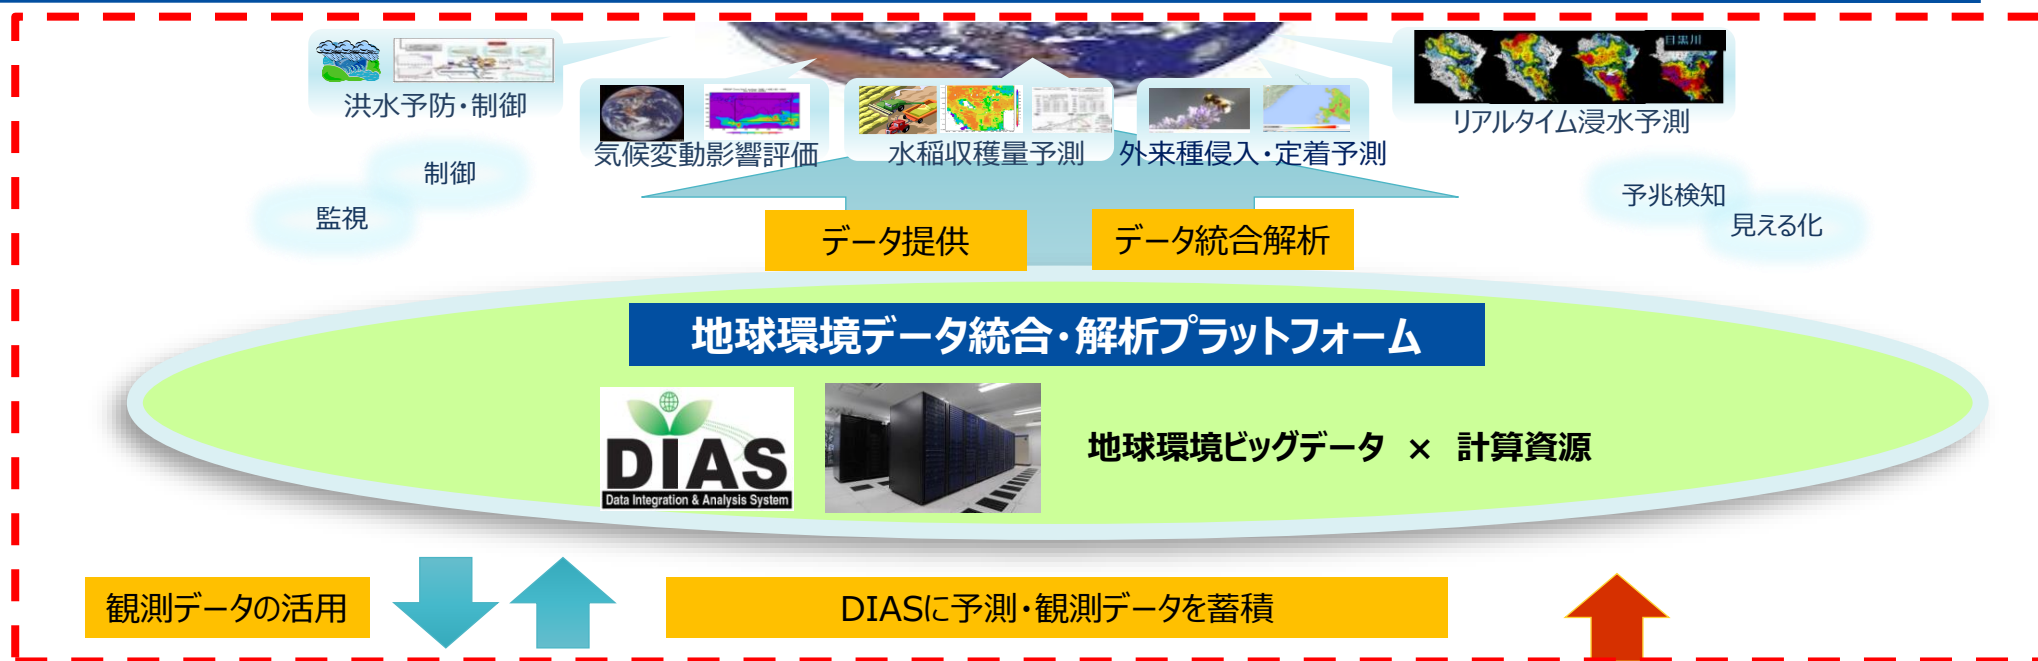 洪水予防・制御
気候変動影響評価
水稲収穫量予測
外来種侵入・定着予測
目黒川
リアルタイム浸水予測
制御
監視
予兆検知
見える化
データ提供
データ統合解析
地球環境データ統合・解析プラットフォーム
DIAS
Data Integration & Analysis System
地球環境ビッグデータ × 計算資源
観測データの活用
DIASに予測・観測データを蓄積